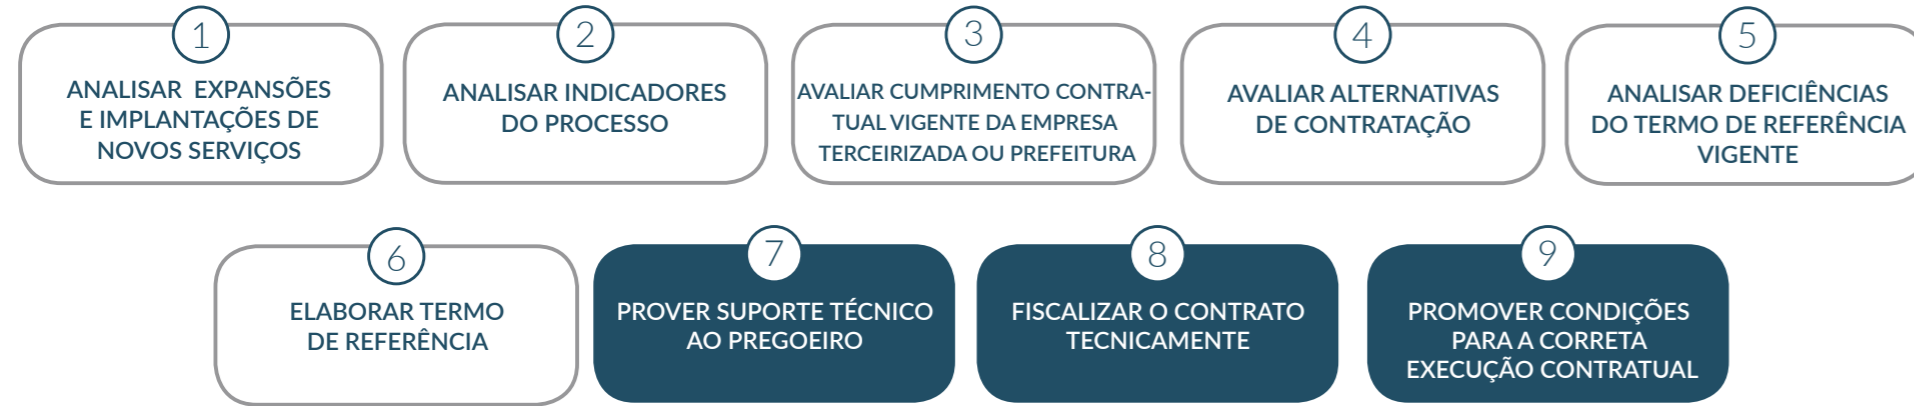 1
ANALISAR EXPANSÕES
E IMPLANTAÇÕES DE
NOVOS SERVIÇOS
2
ANALISAR INDICADORES
DO PROCESSO
3
AVALIAR CUMPRIMENTO CONTRA-
TUAL VIGENTE DA EMPRESA
TERCEIRIZADA OU PREFEITURA
4
AVALIAR ALTERNATIVAS
DE CONTRATAÇÃO
5
ANALISAR DEFICIÊNCIAS
DO TERMO DE REFERÊNCIA
VIGENTE
6
ELABORAR TERMO
DE REFERÊNCIA
7
PROVER SUPORTE TÉCNICO
AO PREGOEIRO
8
FISCALIZAR O CONTRATO
TECNICAMENTE
9
PROMOVER CONDIÇÕES
PARA A CORRETA
EXECUÇÃO CONTRATUAL